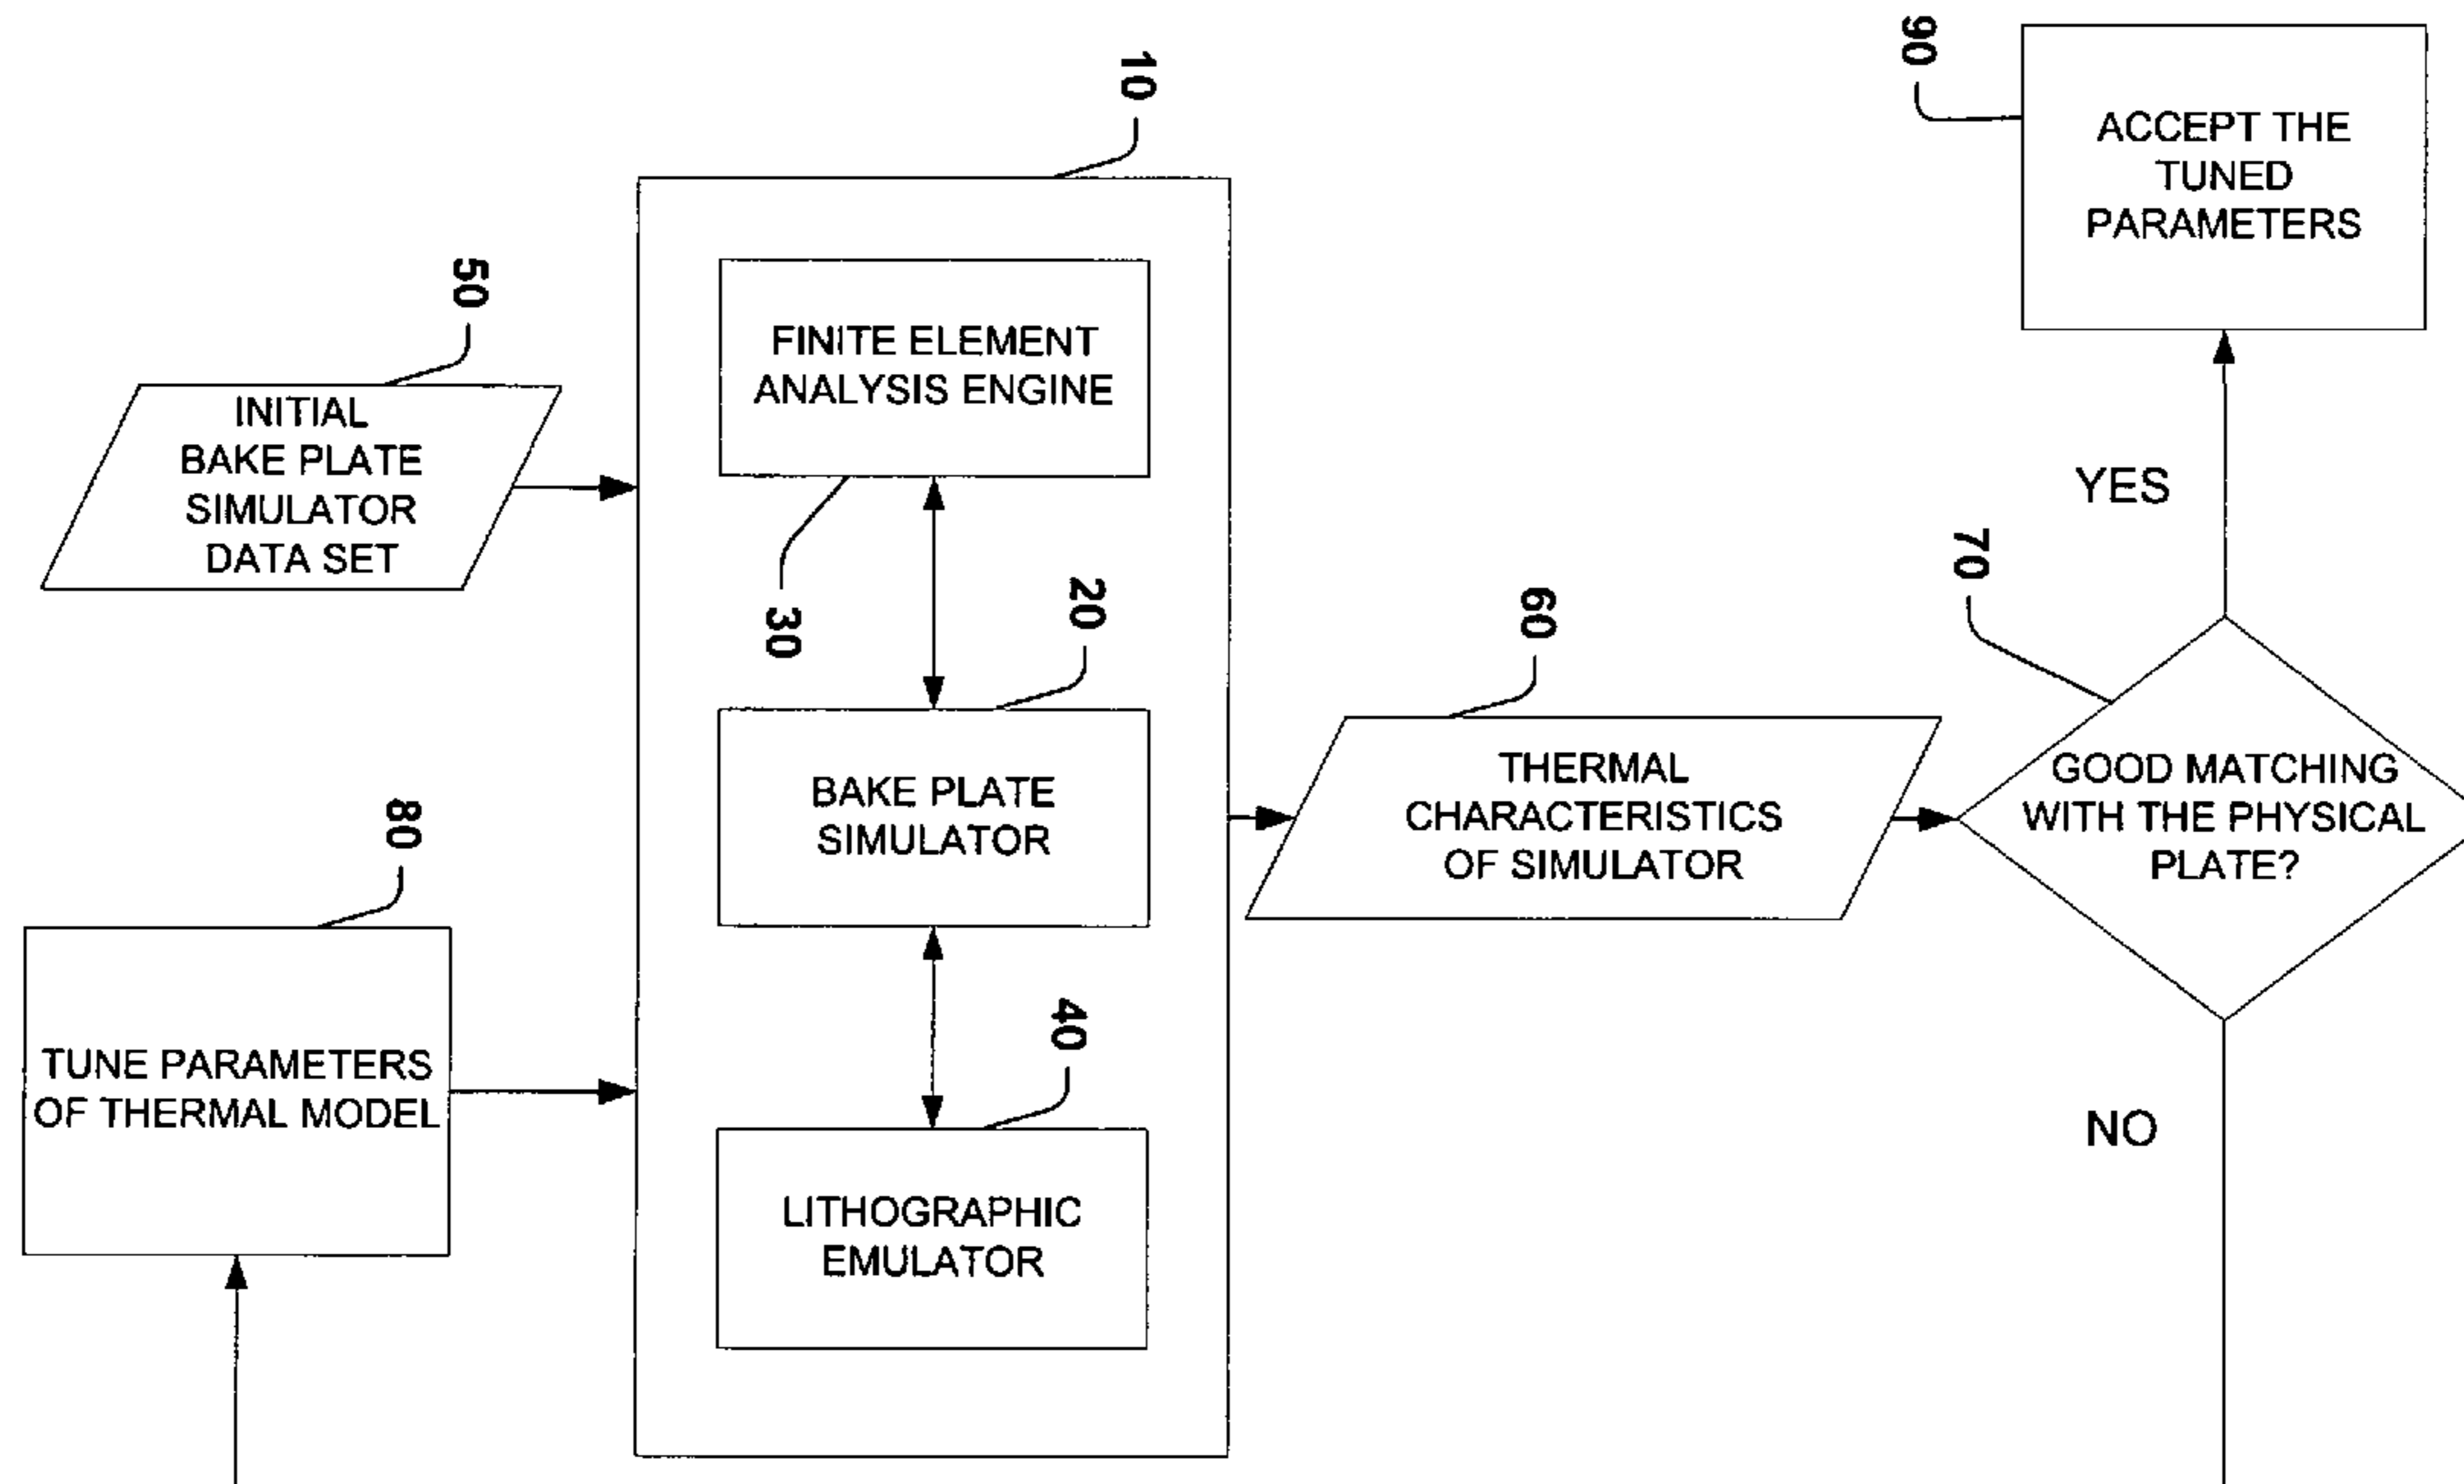 10
FINITE ELEMENT
ANALYSIS ENGINE
30
20
BAKE PLATE
SIMULATOR
40
LITHOGRAPHIC
EMULATOR
50
INITIAL
BAKE PLATE
SIMULATOR
DATA SET
80
TUNE PARAMETERS
OF THERMAL MODEL
60
THERMAL
CHARACTERISTICS
OF SIMULATOR
70
GOOD MATCHING
WITH THE PHYSICAL
PLATE?
YES
NO
90
ACCEPT THE
TUNED
PARAMETERS